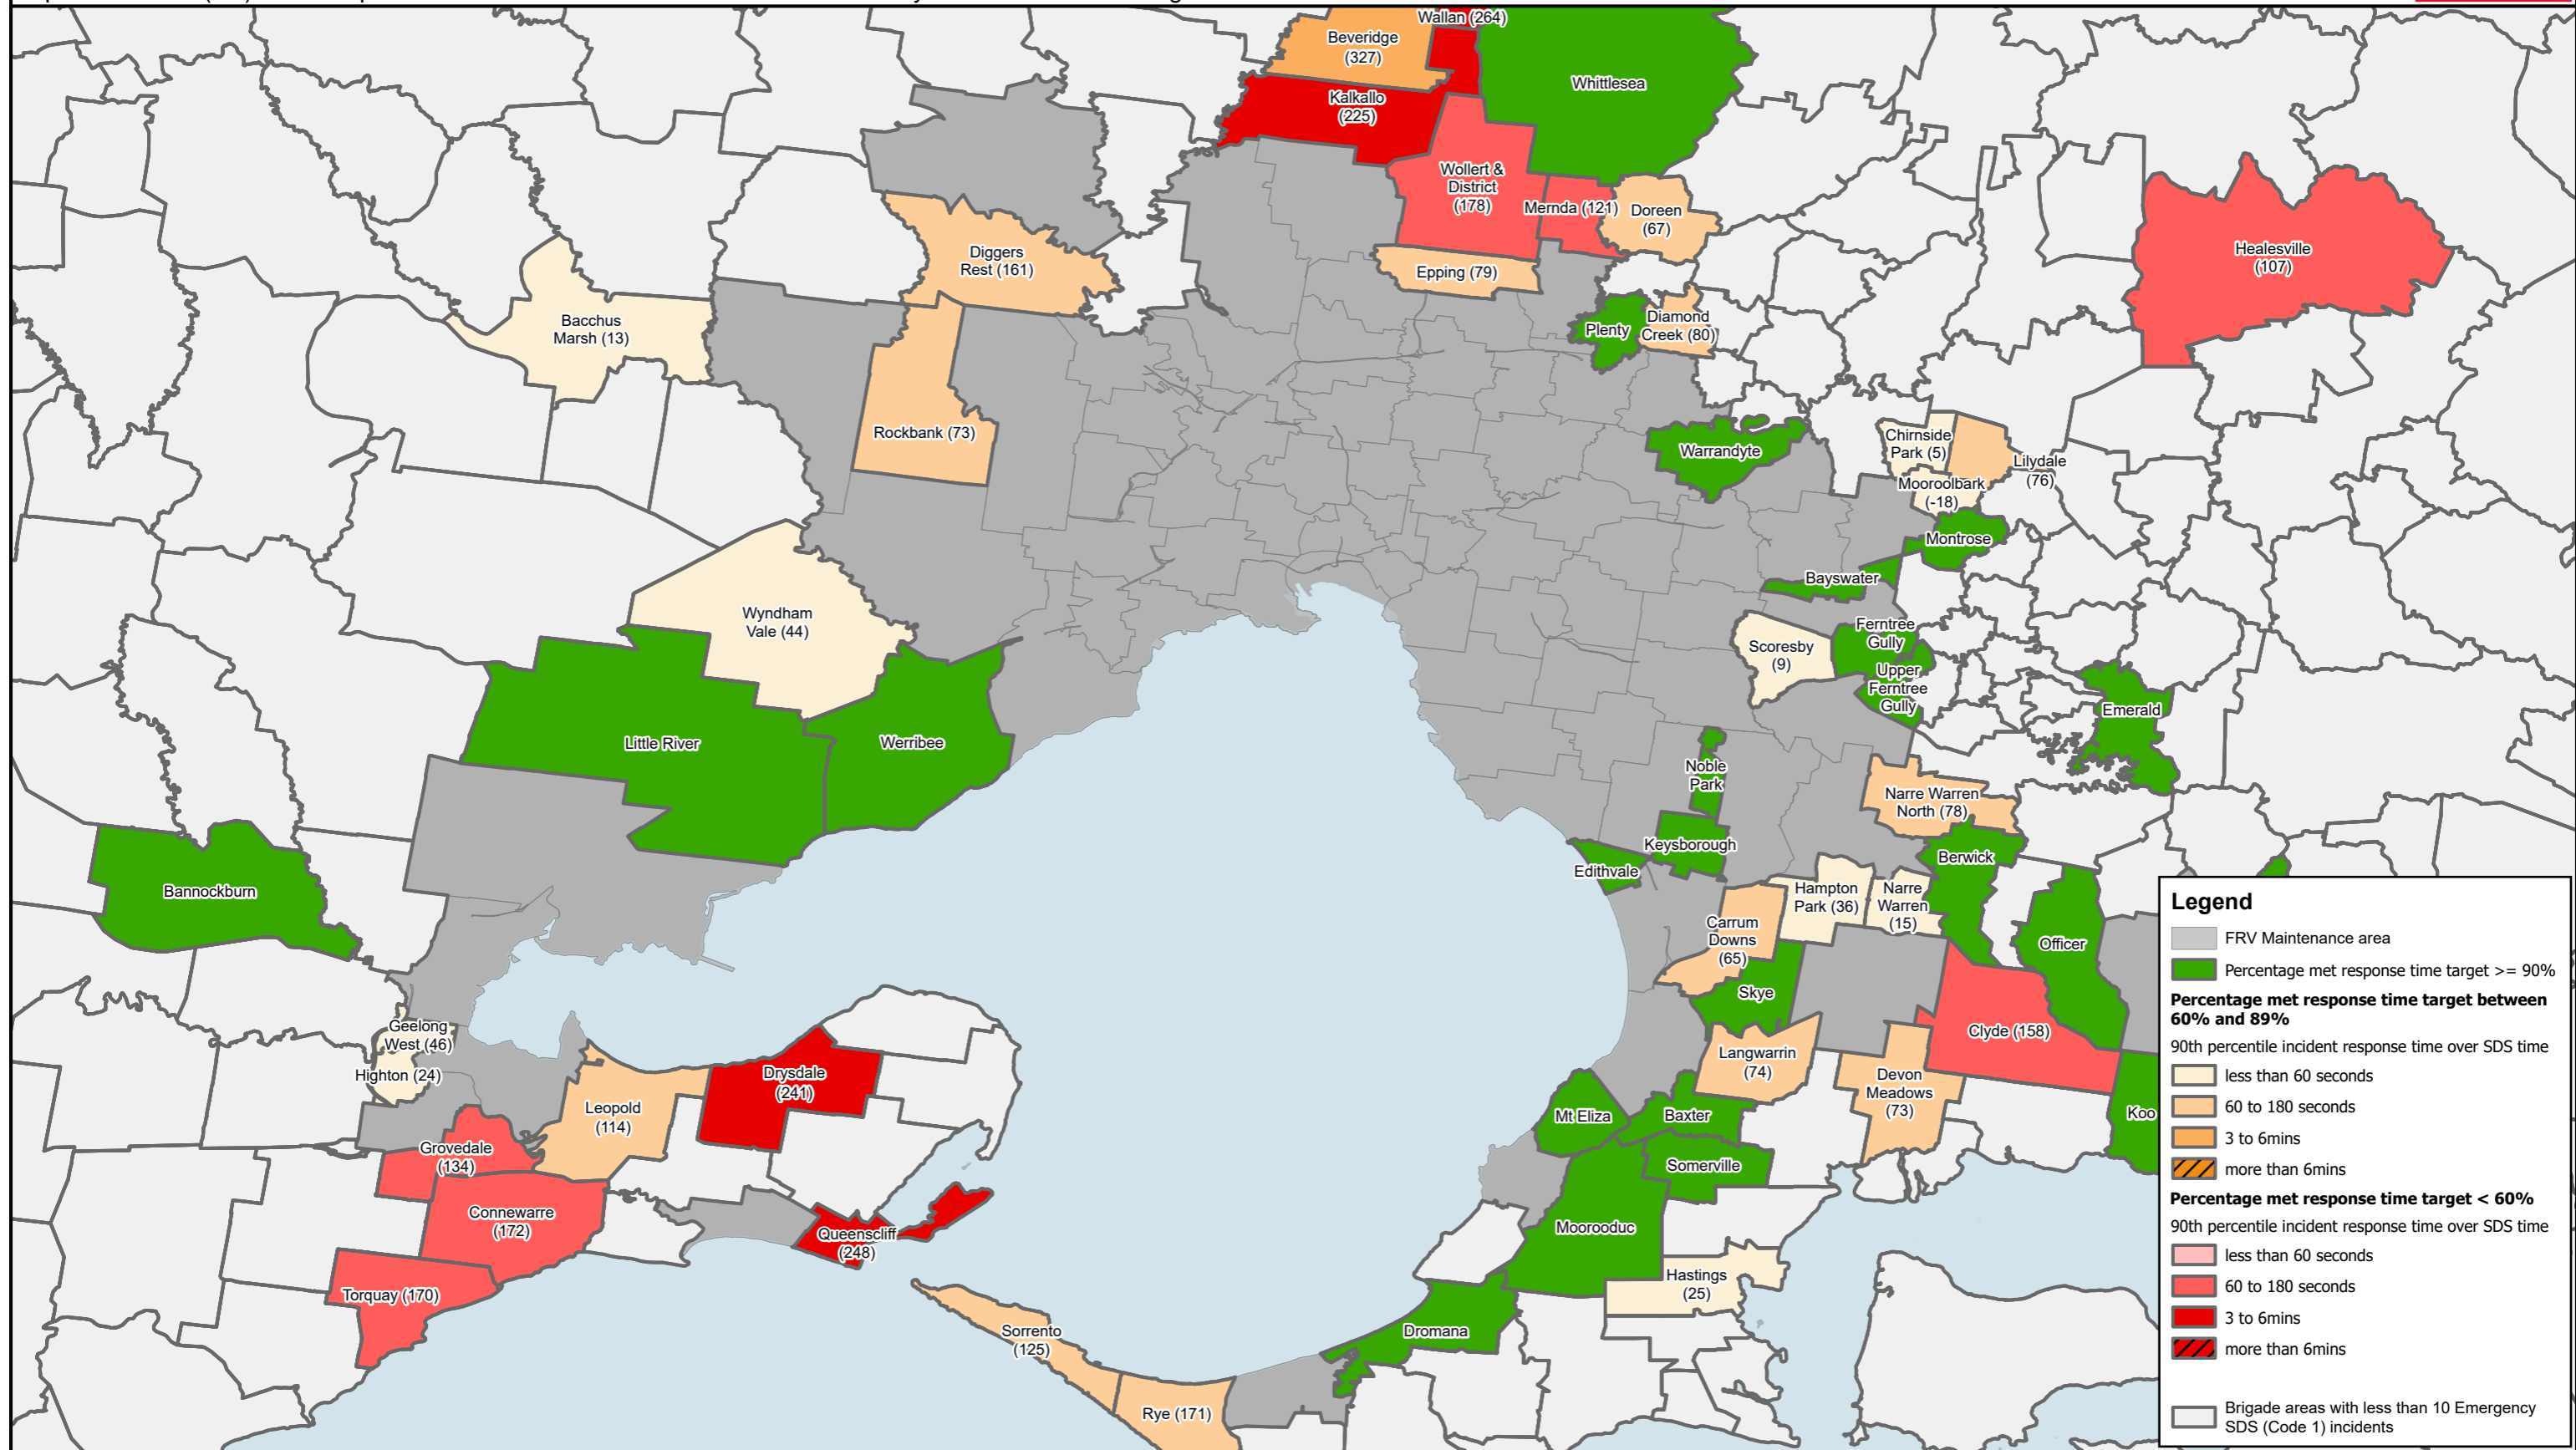 Wallan (264)
Beveridge
(327)
Whittlesea
Kalkallo
(225)
Wollert &
District
(178)
Mernda (121)
Doreen
(67)
Healesville
(107)
Diggers
Rest (161)
Epping (79)
Bacchus
Marsh (13)
Plenty
Diamond
Creek (80)
Rockbank (73)
Warrandyte
Chirnside
Park (5)
Lilydale
(76)
Mooroolbark
(-18)
Montrose
Bayswater
Wyndham
Vale (44)
Scoresby
(9)
Ferntree
Gully
Upper
Ferntree
Gully
Emerald
Little River
Werribee
Noble
Park
Narre Warren
North (78)
Keysborough
Berwick
Edithvale
Bannockburn
Hampton
Park (36)
Narre
Warren
(15)
Carrum
Downs
(65)
Officer
Skye
Geelong
West (46)
Highton (24)
Drysdale
(241)
Clyde (158)
Langwarrin
(74)
Devon
Meadows
(73)
Leopold
(114)
Mt Eliza
Baxter
Koo
Grovedale
(134)
Somerville
Connewarre
(172)
Queenscliff
(248)
Moorooduc
Torquay (170)
Hastings
(25)
Sorrento
(125)
Dromana
Rye (171)
Legend
FRV Maintenance area
Percentage met response time target >= 90%
Percentage met response time target between
60% and 89%
90th percentile incident response time over SDS time
less than 60 seconds
60 to 180 seconds
3 to 6mins
more than 6mins
Percentage met response time target < 60%
90th percentile incident response time over SDS time
less than 60 seconds
60 to 180 seconds
3 to 6mins
more than 6mins
Brigade areas with less than 10 Emergency
SDS (Code 1) incidents